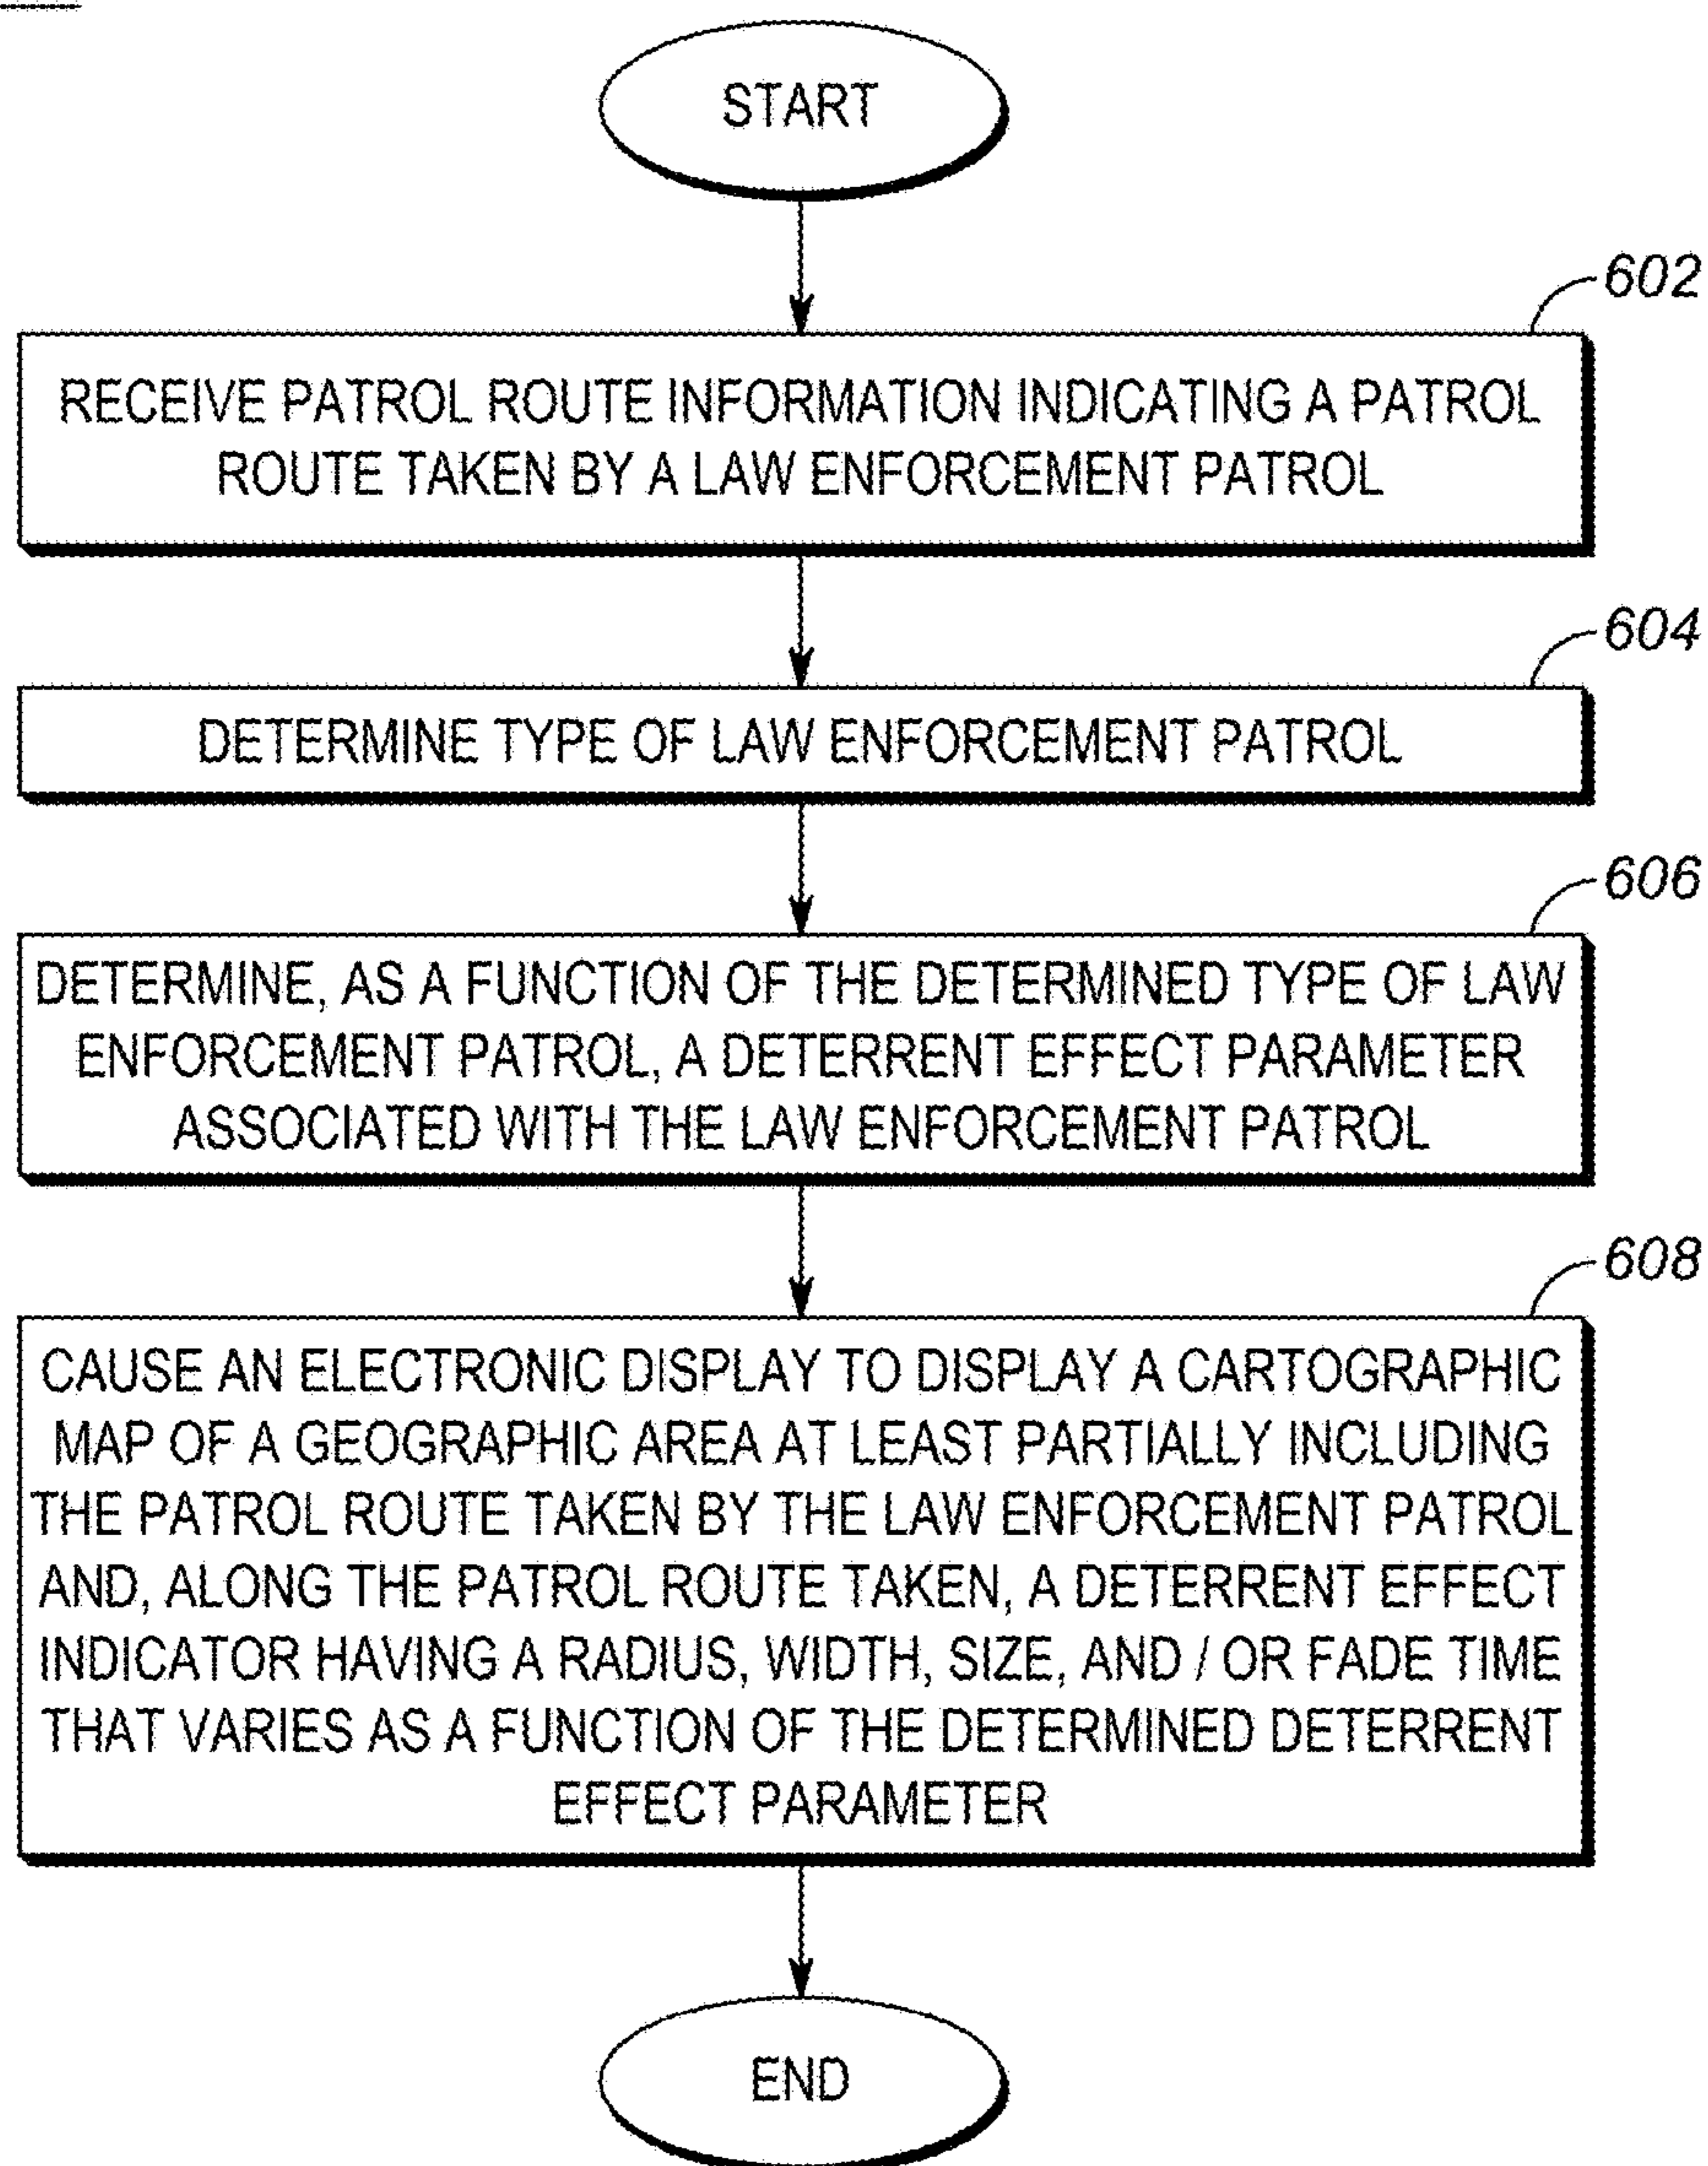 START
602
RECEIVE PATROL ROUTE INFORMATION INDICATING A PATROL
ROUTE TAKEN BY A LAW ENFORCEMENT PATROL
604
DETERMINE TYPE OF LAW ENFORCEMENT PATROL
606
DETERMINE, AS A FUNCTION OF THE DETERMINED TYPE OF LAW
ENFORCEMENT PATROL, A DETERRENT EFFECT PARAMETER
ASSOCIATED WITH THE LAW ENFORCEMENT PATROL
608
CAUSE AN ELECTRONIC DISPLAY TO DISPLAY A CARTOGRAPHIC
MAP OF A GEOGRAPHIC AREA AT LEAST PARTIALLY INCLUDING
THE PATROL ROUTE TAKEN BY THE LAW ENFORCEMENT PATROL
AND, ALONG THE PATROL ROUTE TAKEN, A DETERRENT EFFECT
INDICATOR HAVING A RADIUS, WIDTH, SIZE, AND / OR FADE TIME
THAT VARIES AS A FUNCTION OF THE DETERMINED DETERRENT
EFFECT PARAMETER
END